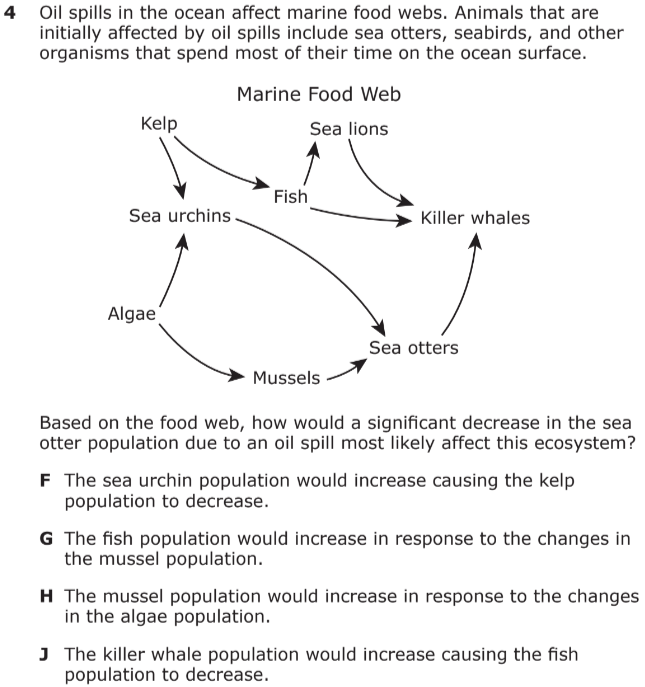 4 Oil spills in the ocean affect marine food webs. Animals that are
initially affected by oil spills include sea otters, seabirds, and other
organisms that spend most of their time on the ocean surface.
Marine Food Web
Kelp
Sea lions
Fish
Sea urchins
Killer whales
Algae
Sea otters
Mussels
Based on the food web, how would a significant decrease in the sea
otter population due to an oil spill most likely affect this ecosystem?
F The sea urchin population would increase causing the kelp
population to decrease.
G The fish population would increase in response to the changes in
the mussel population.
H The mussel population would increase in response to the changes
in the algae population.
J The killer whale population would increase causing the fish
population to decrease.